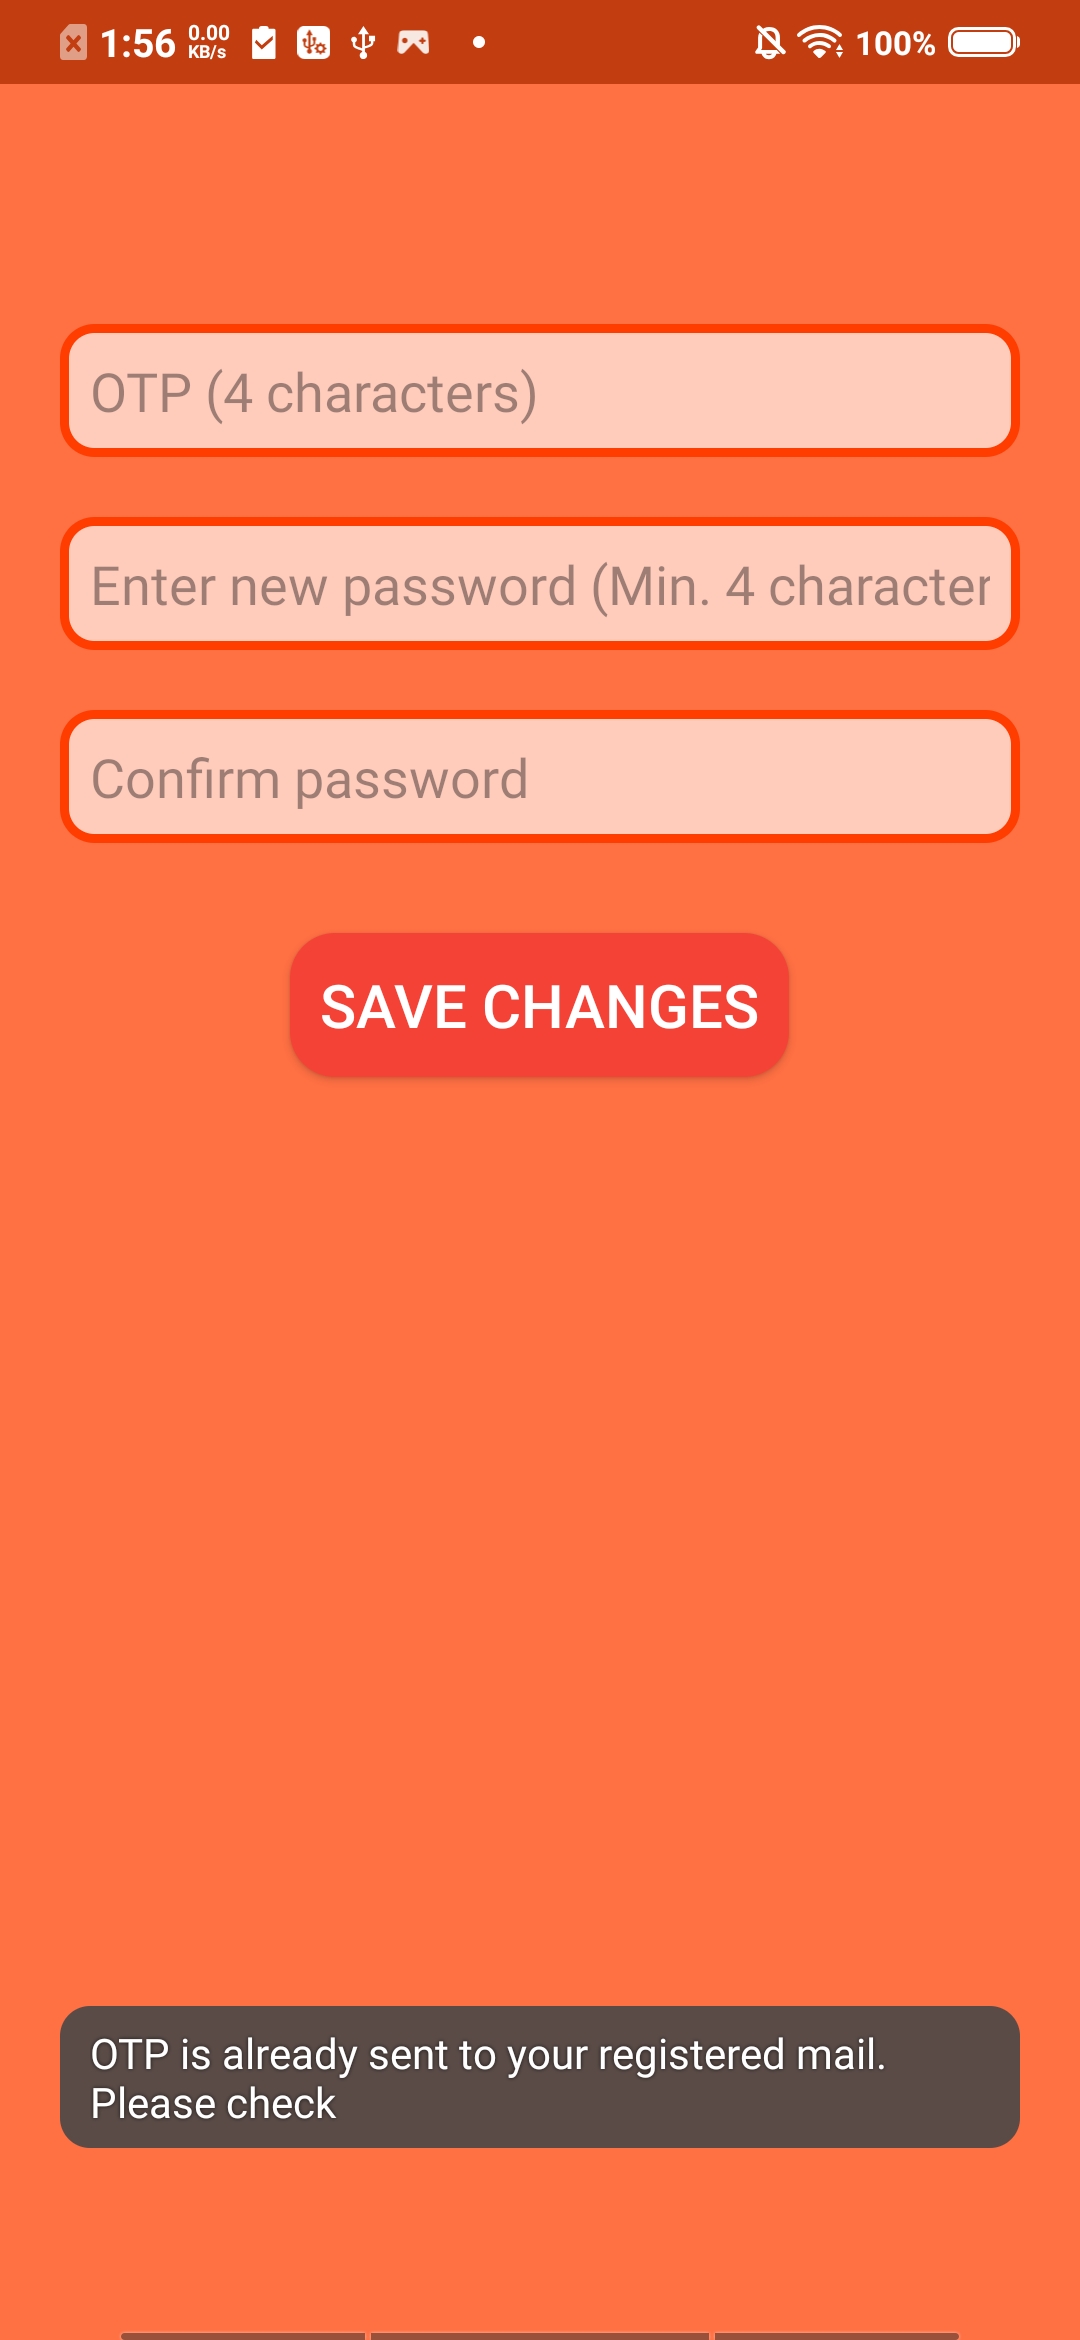 1:56 0.00 KB/s 100%
OTP (4 characters)
Enter new password (Min. 4 character
Confirm password
SAVE CHANGES
OTP is already sent to your registered mail.
Please check